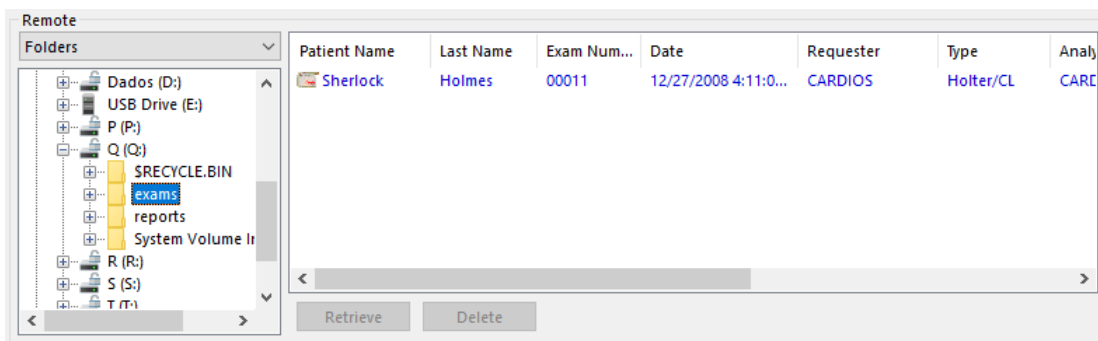 Remote
Folders
Dados (D:)
USB Drive (E:)
P (P:)
Q (Q:)
$RECYCLE.BIN
exams
reports
System Volume Ir
R (R:)
S (S:)
T (T:)
Patient Name Last Name Exam Num... Date Requester Type Analy
Sherlock Holmes 00011 12/27/2008 4:11:0... CARDIOS Holter/CL CARD
Retrieve Delete